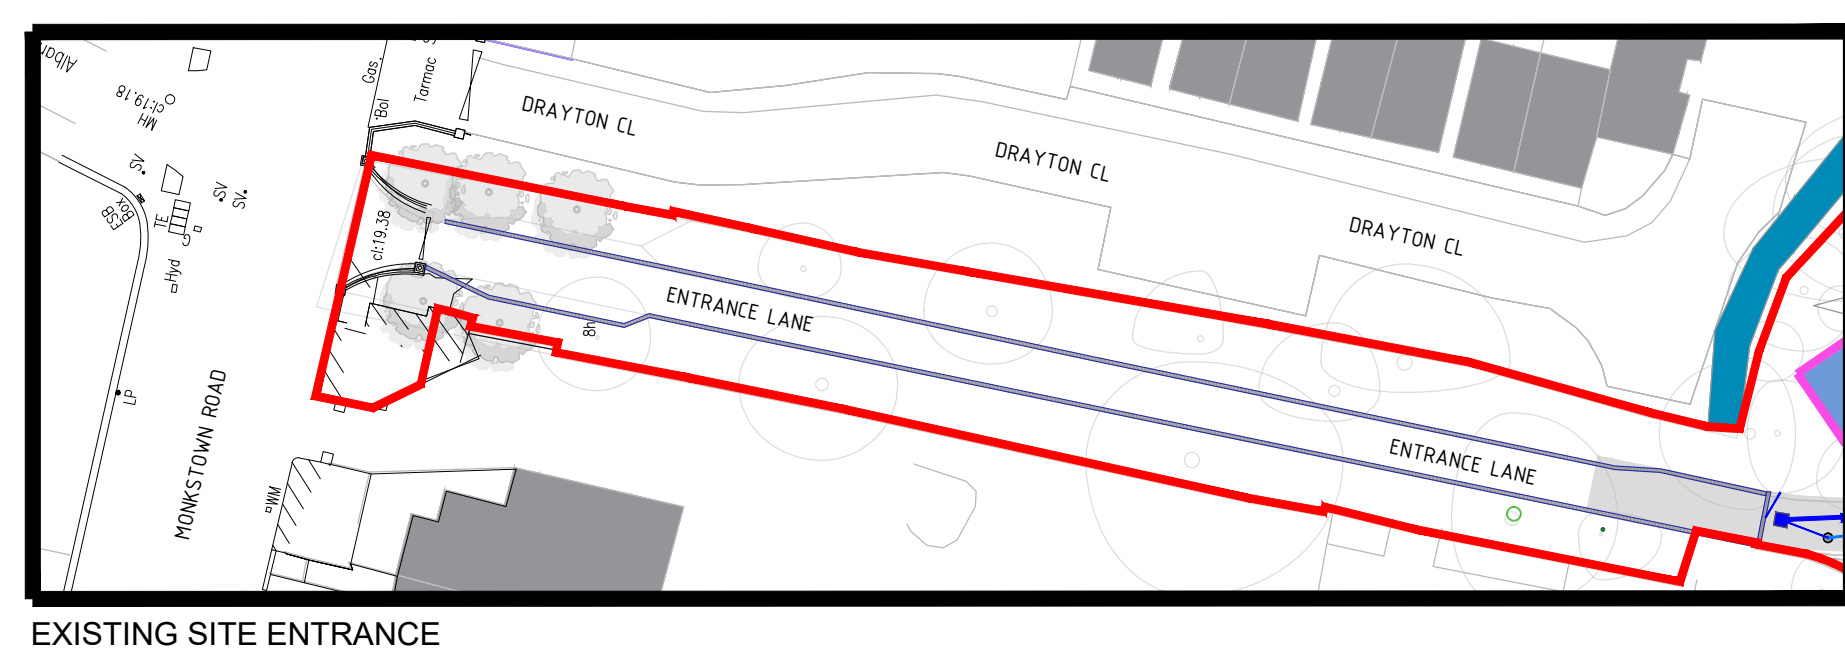 Albar
cl:19.18
MH
SV
SV
SV
ESB
Box
TE
Hyd
LP
MONKSTOWN ROAD
WM
Gas
Tarmac
Bol
cl:19.38
DRAYTON CL
DRAYTON CL
DRAYTON CL
ENTRANCE LANE
8h
ENTRANCE LANE
EXISTING SITE ENTRANCE